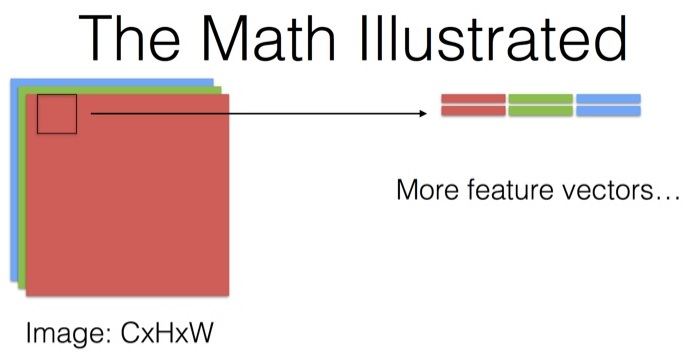 The Math Illustrated
More feature vectors…
Image: CxHxW